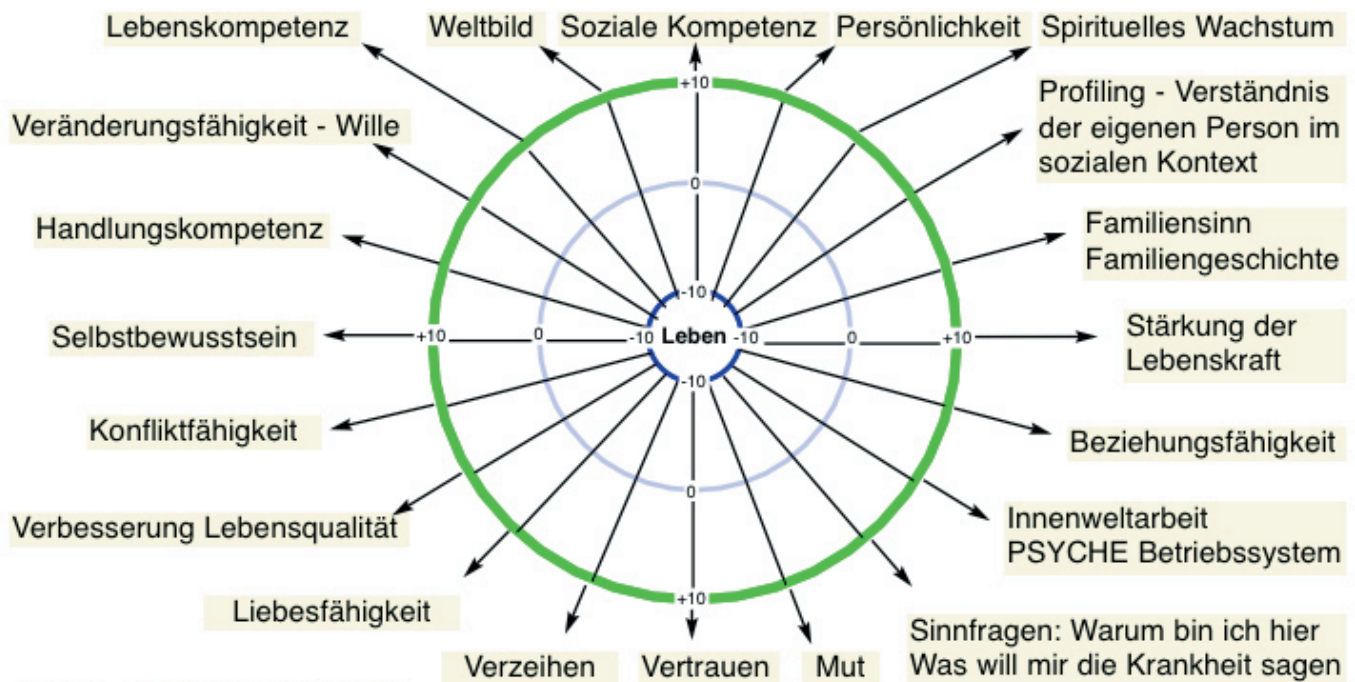 Lebenskompetenz
Weltbild
Soziale Kompetenz
Persönlichkeit
Spirituelles Wachstum
+10
Profiling - Verständnis
der eigenen Person im
sozialen Kontext
Veränderungsfähigkeit - Wille
0
Handlungskompetenz
Familiensinn
Familiengeschichte
-10
Selbstbewusstsein
+10
0
-10
Leben
-10
0
+10
Stärkung der
Lebenskraft
-10
Konfliktfähigkeit
Beziehungsfähigkeit
0
Verbesserung Lebensqualität
Innenweltarbeit
PSYCHE Betriebssystem
+10
Liebesfähigkeit
Sinnfragen: Warum bin ich hier
Was will mir die Krankheit sagen
Verzeihen
Vertrauen
Mut